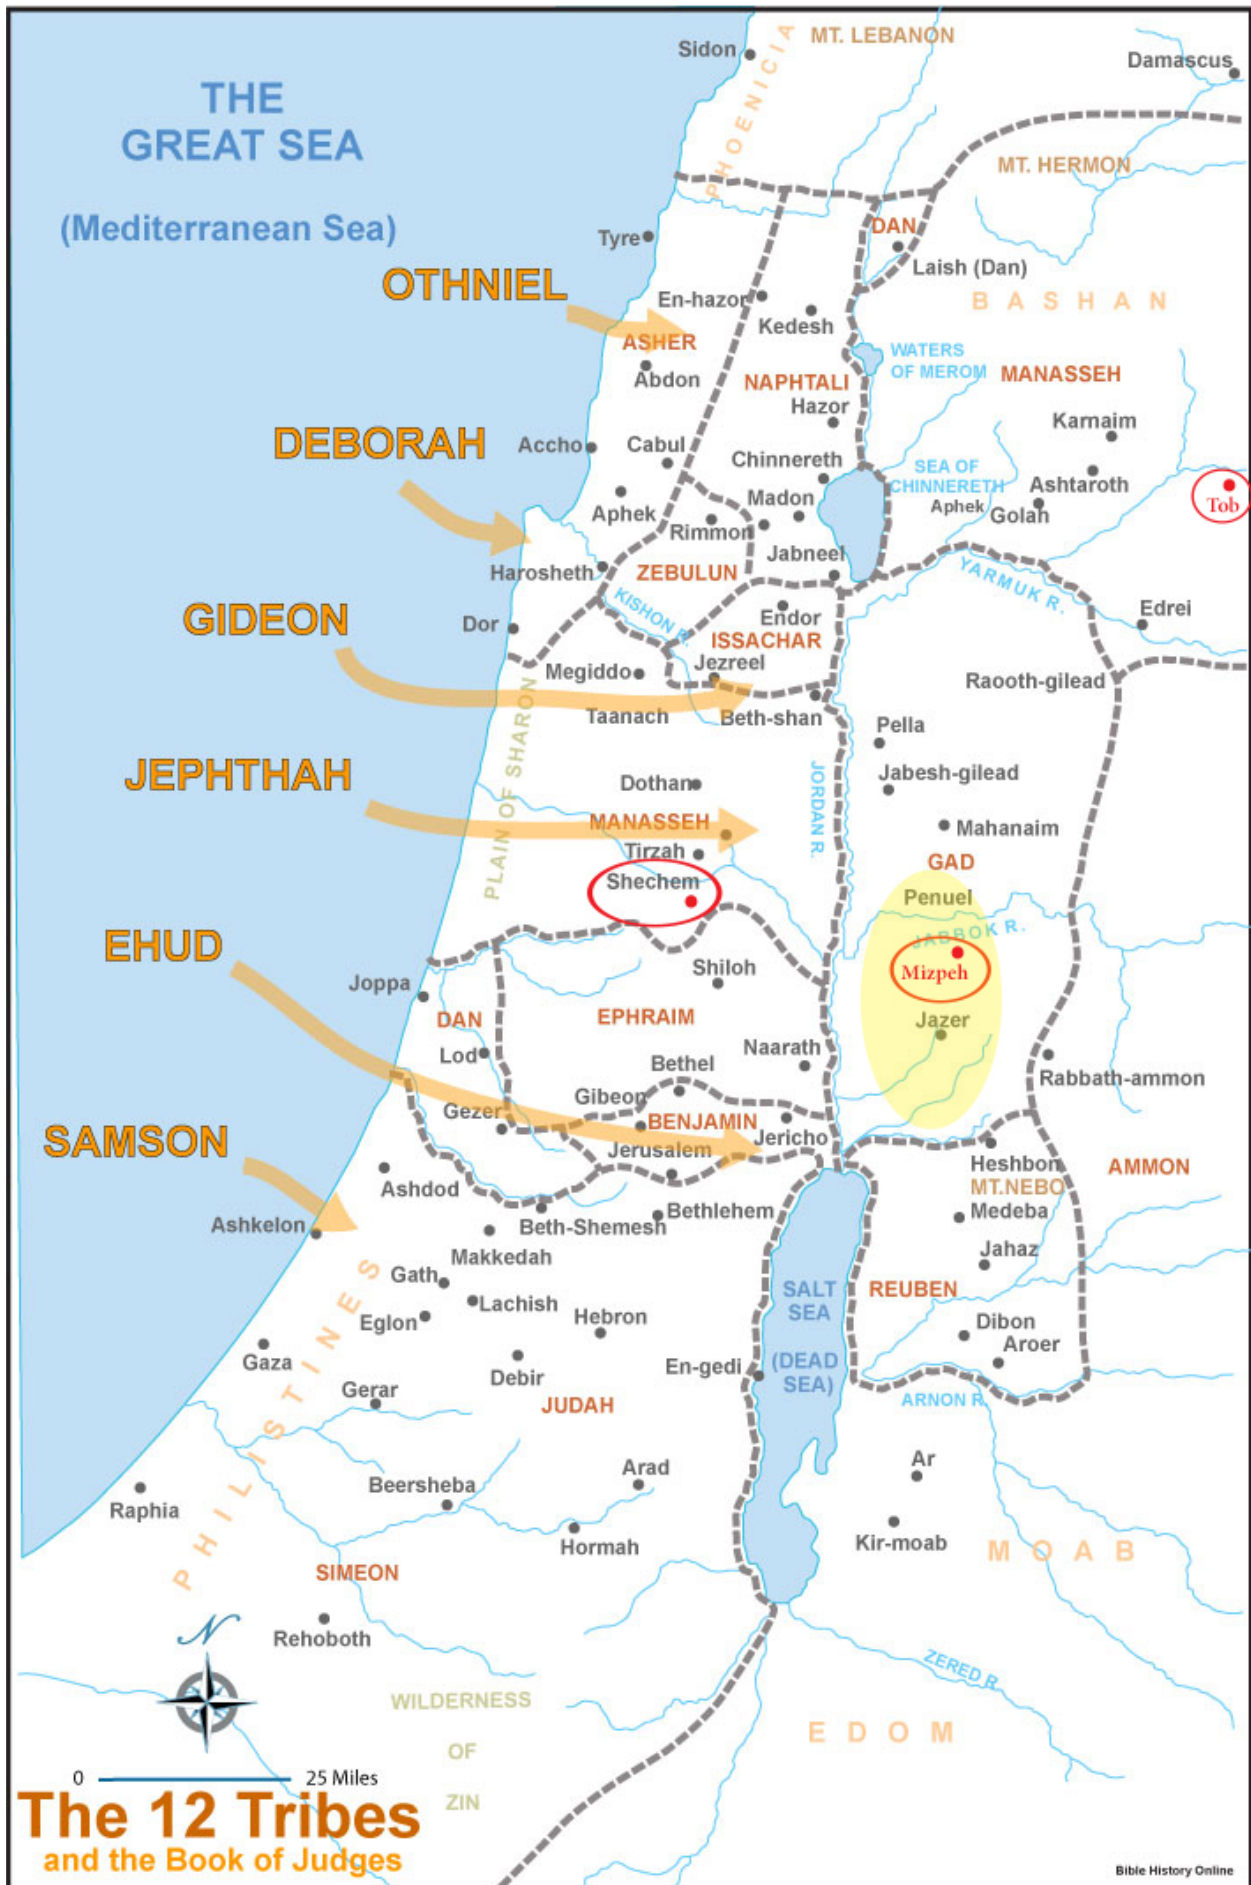 Sidon
PHOENICIA
MT. LEBANON
Damascus
THE
GREAT SEA
(Mediterranean Sea)
MT. HERMON
DAN
Tyre
Laish (Dan)
OTHNIEL
En-hazor
Kedesh
BASHAN
ASHER
WATERS
OF MEROM
Abdon
NAPHTALI
MANASSEH
Hazor
Karnaim
DEBORAH
Accho
Cabul
Chinnereth
SEA OF
CHINNERETH
Ashtaroth
Tob
Aphek
Madon
Aphek
Golah
Rimmon
Jabneel
Harosheth
ZEBULUN
YARMUK R.
KISHON R.
GIDEON
Endor
Edrei
Dor
ISSACHAR
Megiddo
Jezreel
Raooth-gilead
Taanach
Beth-shan
Pella
PLAIN OF SHARON
JORDAN R.
JEPHTHAH
Dothan
Jabesh-gilead
MANASSEH
Mahanaim
Tirzah
GAD
Shechem
Penuel
EHUD
JABBOK R.
Shiloh
Mizpeh
Joppa
DAN
EPHRAIM
Jazer
Lod
Bethel
Naarath
Rabbath-ammon
Gibeon
Gezer
BENJAMIN
SAMSON
Jerusalem
Jericho
Heshbon
AMMON
Ashdod
MT.NEBO
Ashkelon
Beth-Shemesh
Bethlehem
Medeba
Makkedah
Jahaz
Gath
PHILISTINES
Lachish
SALT
SEA
REUBEN
Eglon
Hebron
Dibon
Gaza
Aroer
Debir
En-gedi
(DEAD
SEA)
Gerar
JUDAH
ARNON R.
Ar
Beersheba
Arad
Raphia
Kir-moab
Hormah
MOAB
SIMEON
N
Rehoboth
ZERED R.
WILDERNESS
OF
ZIN
EDOM
0 25 Miles
The 12 Tribes
and the Book of Judges
Bible History Online